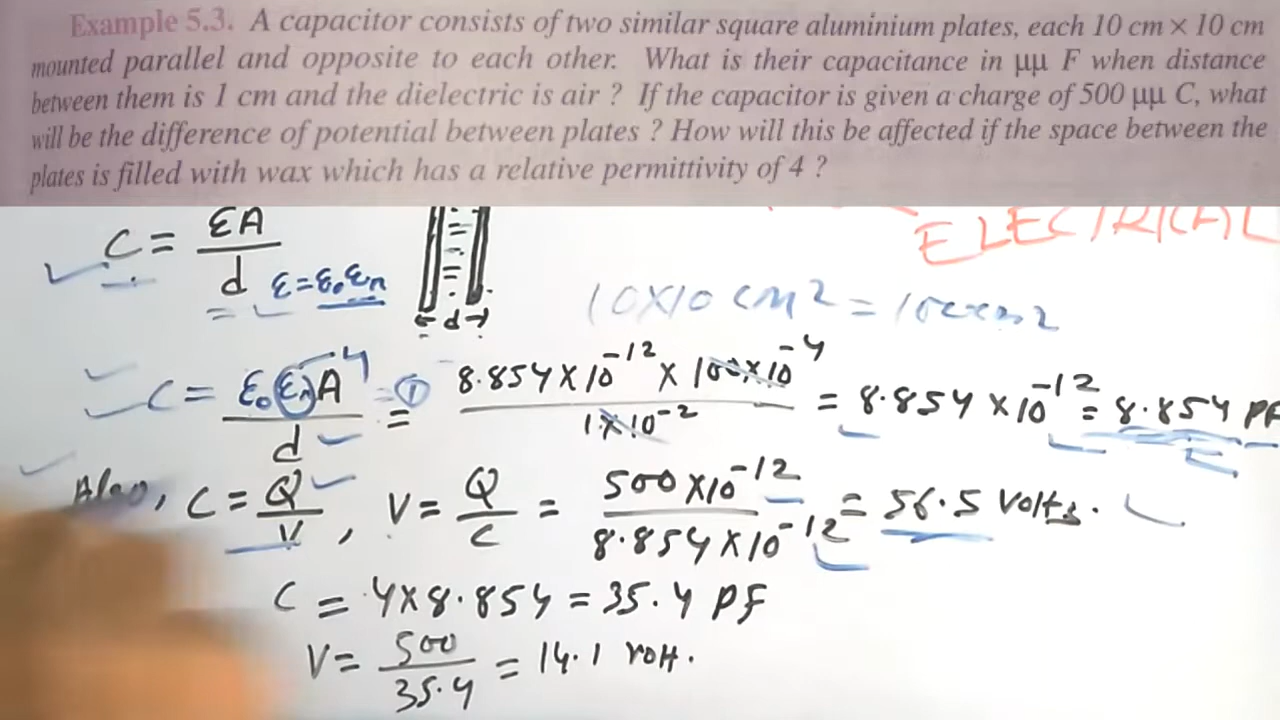 Example 5.3. A capacitor consists of two similar square aluminium plates, each 10 cm × 10 cm
mounted parallel and opposite to each other. What is their capacitance in μμ F when distance
between them is 1 cm and the dielectric is air ? If the capacitor is given a charge of 500 μμ C, what
will be the difference of potential between plates ? How will this be affected if the space between the
plates is filled with wax which has a relative permittivity of 4 ?
ELECTRICAL
C = εA / d
ε = ε₀εr
d
10×10 cm² = 100 cm²
C = ε₀εrA / d = 8.854×10⁻¹² × 100×10⁻⁴ / 1×10⁻² = 8.854 ×10⁻¹² = 8.854 PF
4
1
Also, C = Q / V , V = Q / C = 500×10⁻¹² / 8.854×10⁻¹² = 56.5 Volts.
C = 4×8.854 = 35.4 PF
V = 500 / 35.4 = 14.1 volt.